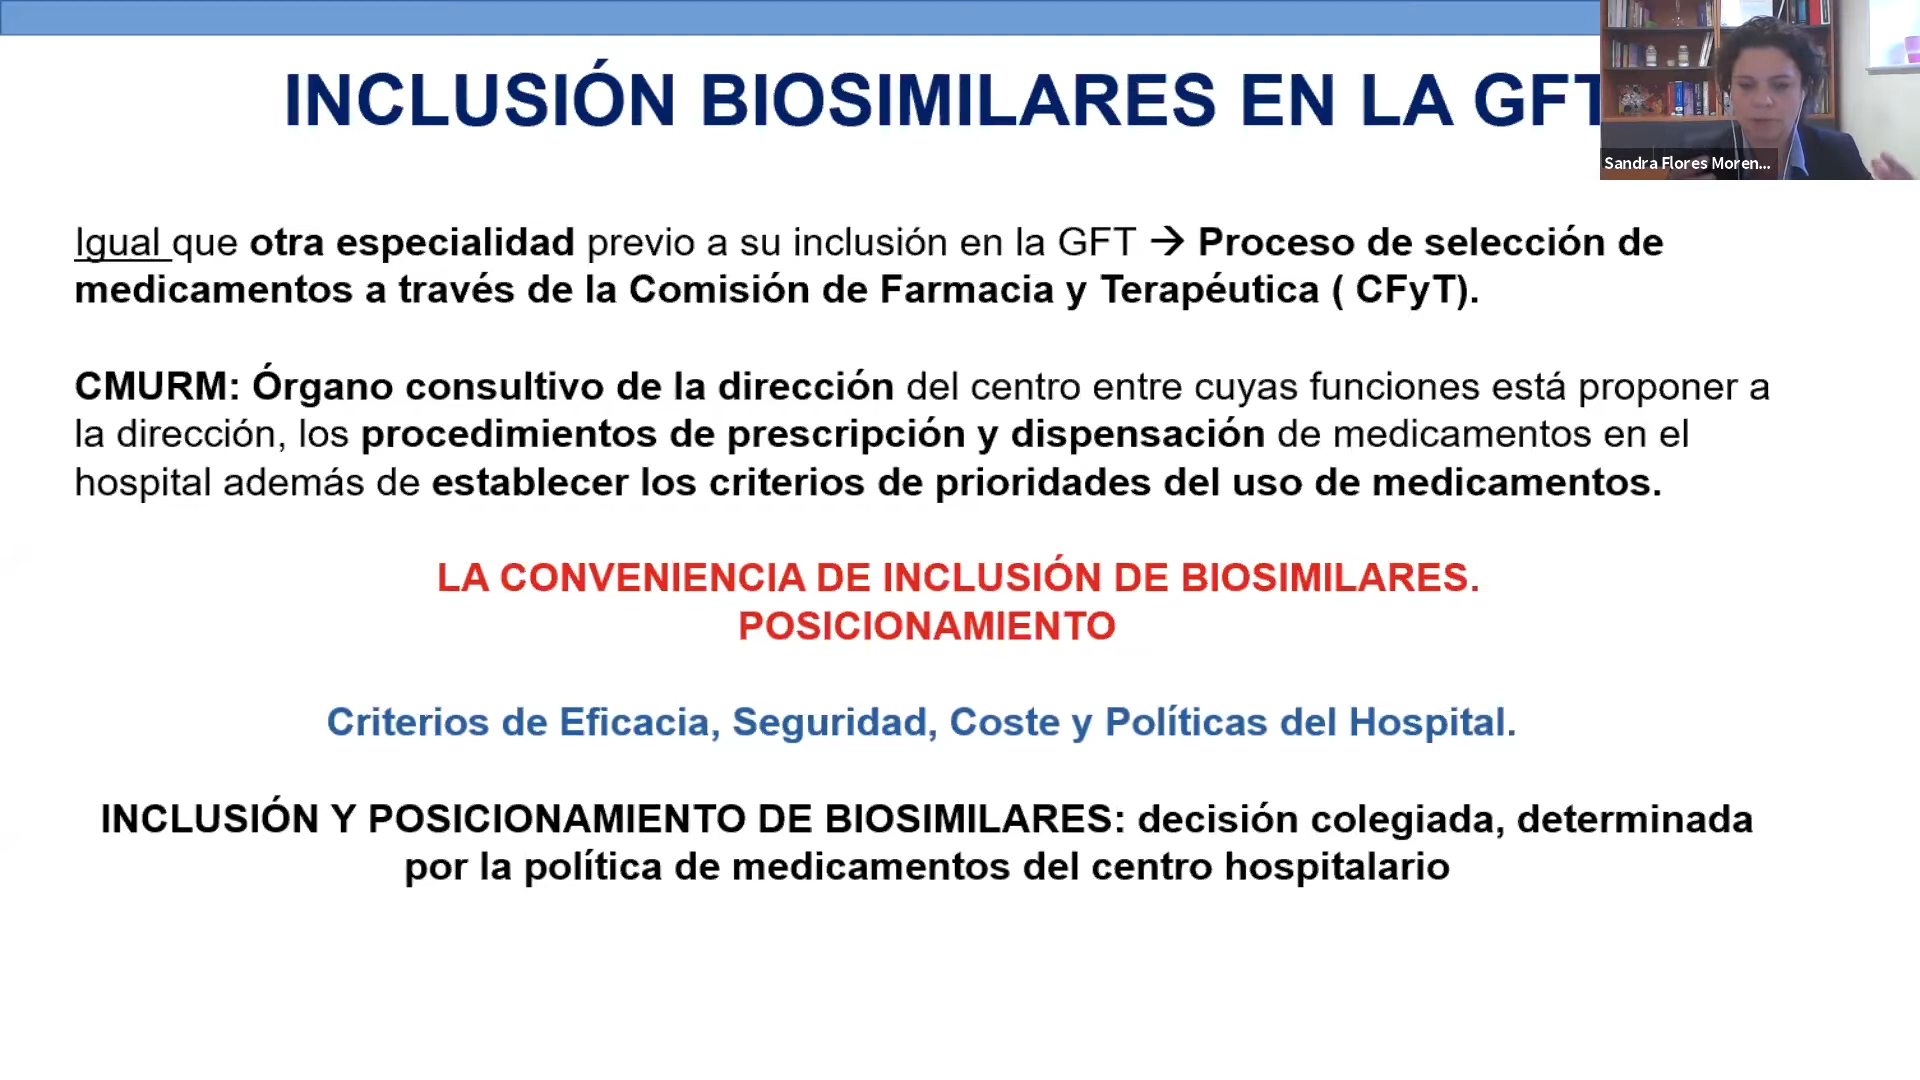 INCLUSIÓN BIOSIMILARES EN LA GFT
Sandra Flores Moren...
Igual que otra especialidad previo a su inclusión en la GFT → Proceso de selección de
medicamentos a través de la Comisión de Farmacia y Terapéutica ( CFyT).
CMURM: Órgano consultivo de la dirección del centro entre cuyas funciones está proponer a
la dirección, los procedimientos de prescripción y dispensación de medicamentos en el
hospital además de establecer los criterios de prioridades del uso de medicamentos.
LA CONVENIENCIA DE INCLUSIÓN DE BIOSIMILARES.
POSICIONAMIENTO
Criterios de Eficacia, Seguridad, Coste y Políticas del Hospital.
INCLUSIÓN Y POSICIONAMIENTO DE BIOSIMILARES: decisión colegiada, determinada
por la política de medicamentos del centro hospitalario